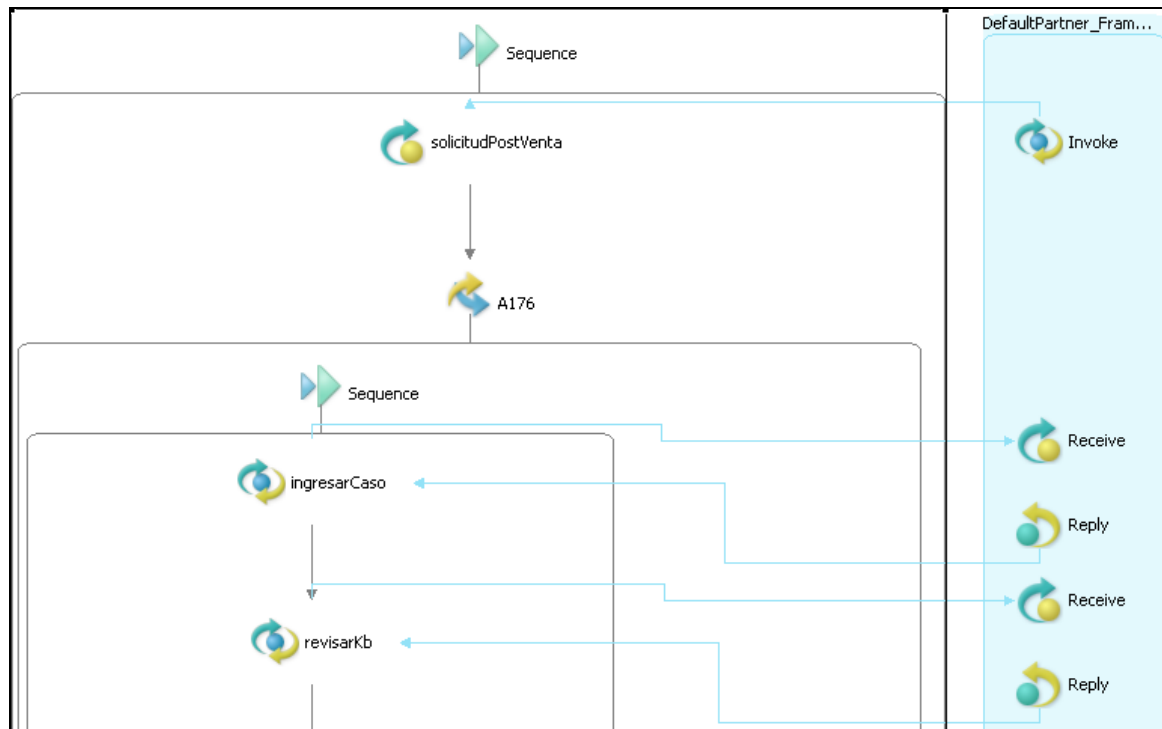 DefaultPartner_Fram...
Sequence
solicitudPostVenta
Invoke
A176
Sequence
Receive
ingresarCaso
Reply
Receive
revisarKb
Reply